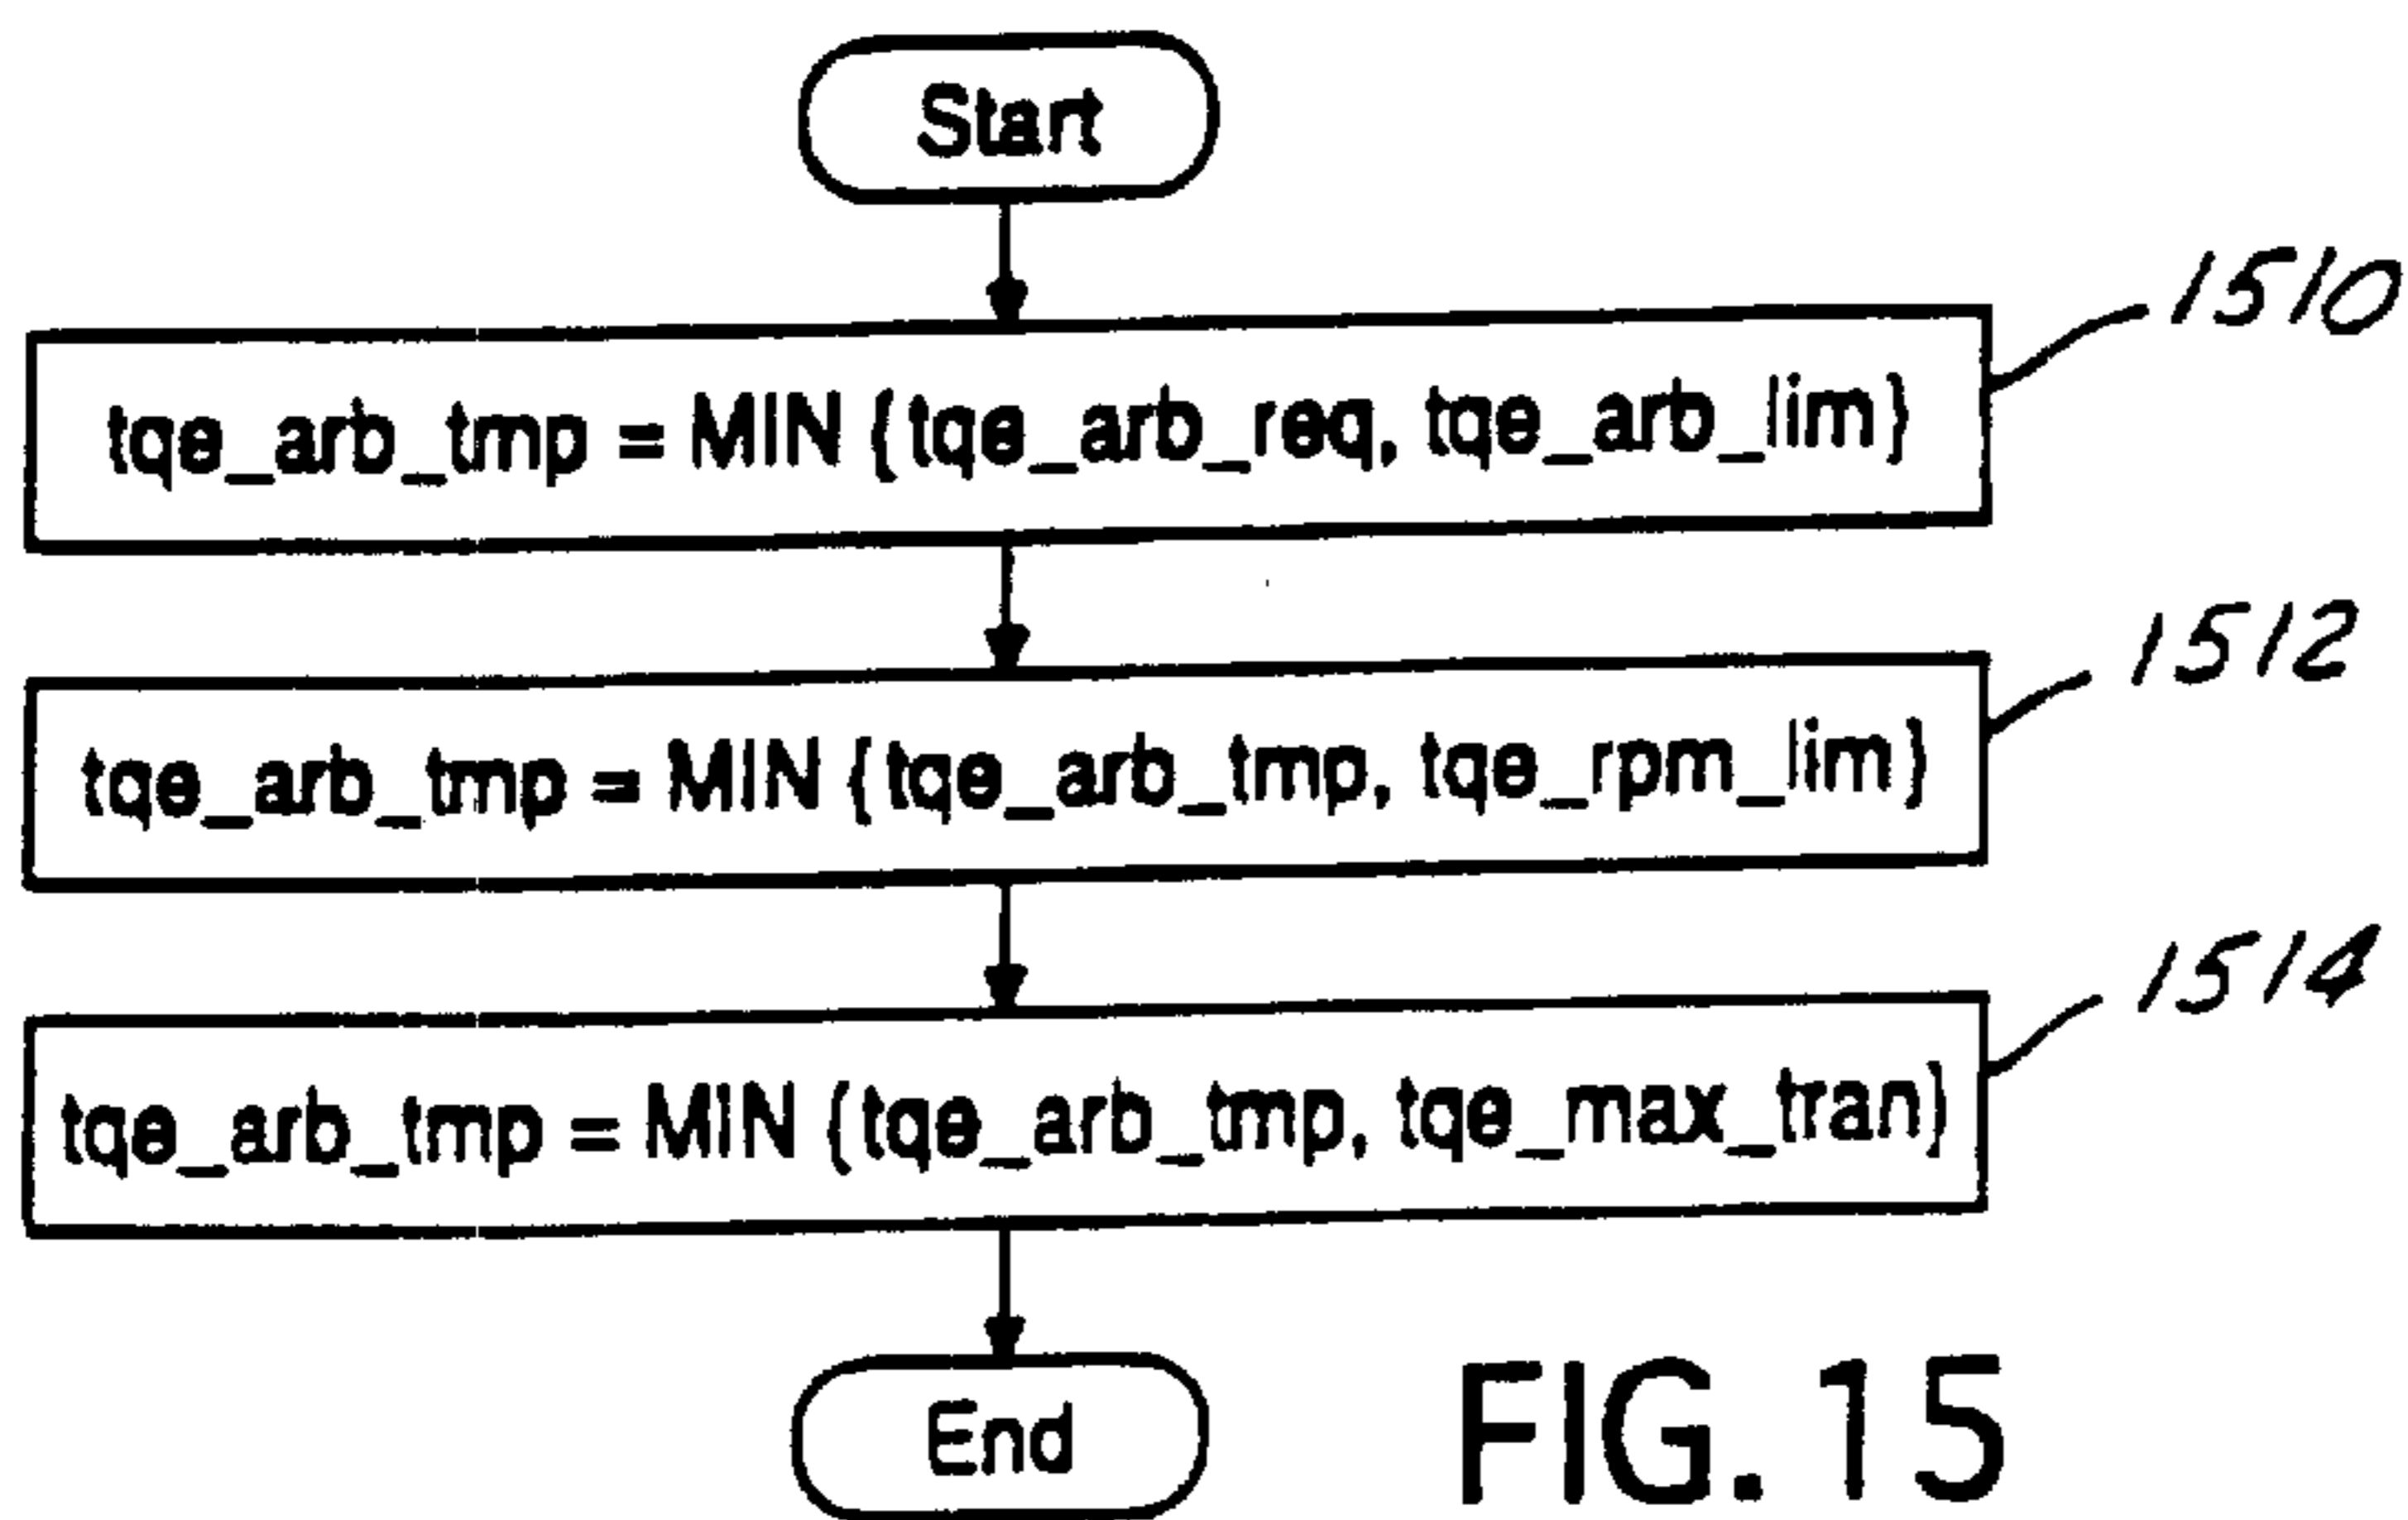 Start
1510
tqe_arb_tmp = MIN {tqe_arb_req, tqe_arb_lim}
1512
tqe_arb_tmp = MIN {tqe_arb_tmp, tqe_rpm_lim}
1514
tqe_arb_tmp = MIN {tqe_arb_tmp, tqe_max_tran}
End
FIG.15